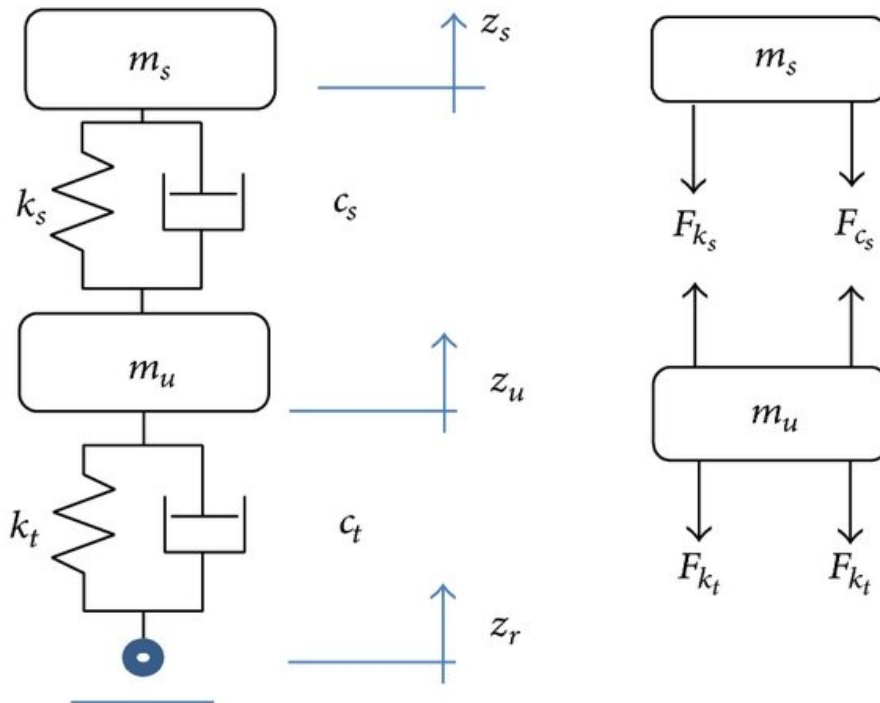 m_s
z_s
k_s
c_s
m_u
z_u
k_t
c_t
z_r
m_s
F_{k_s}
F_{c_s}
m_u
F_{k_t}
F_{k_t}